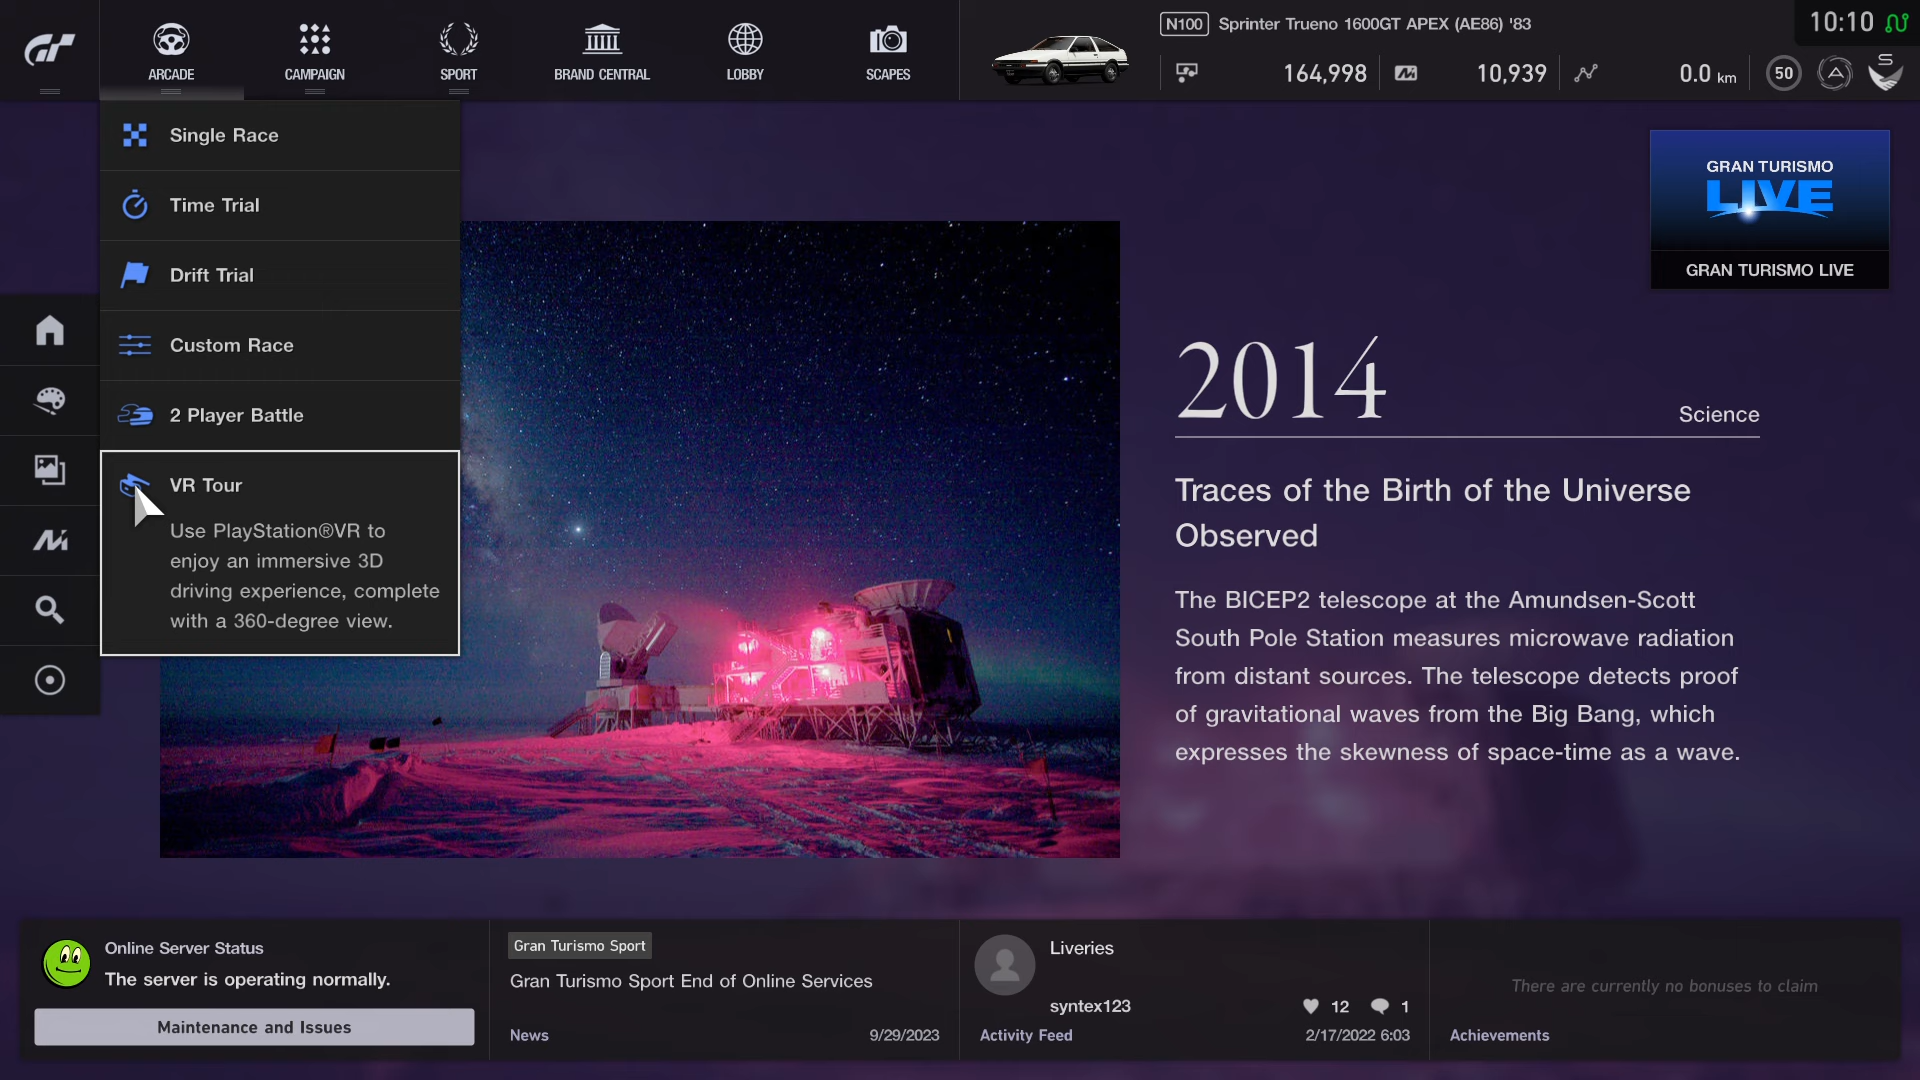 ARCADE
CAMPAIGN
SPORT
BRAND CENTRAL
LOBBY
SCAPES
N100 Sprinter Trueno 1600GT APEX (AE86) '83
10:10
164,998
10,939
0.0 km
50
A
S
Single Race
Time Trial
Drift Trial
Custom Race
2 Player Battle
VR Tour
Use PlayStation®VR to
enjoy an immersive 3D
driving experience, complete
with a 360-degree view.
GRAN TURISMO
LIVE
GRAN TURISMO LIVE
2014
Science
Traces of the Birth of the Universe
Observed
The BICEP2 telescope at the Amundsen-Scott
South Pole Station measures microwave radiation
from distant sources. The telescope detects proof
of gravitational waves from the Big Bang, which
expresses the skewness of space-time as a wave.
Online Server Status
The server is operating normally.
Maintenance and Issues
Gran Turismo Sport
Gran Turismo Sport End of Online Services
News
9/29/2023
Liveries
syntex123
12
1
Activity Feed
2/17/2022 6:03
There are currently no bonuses to claim
Achievements